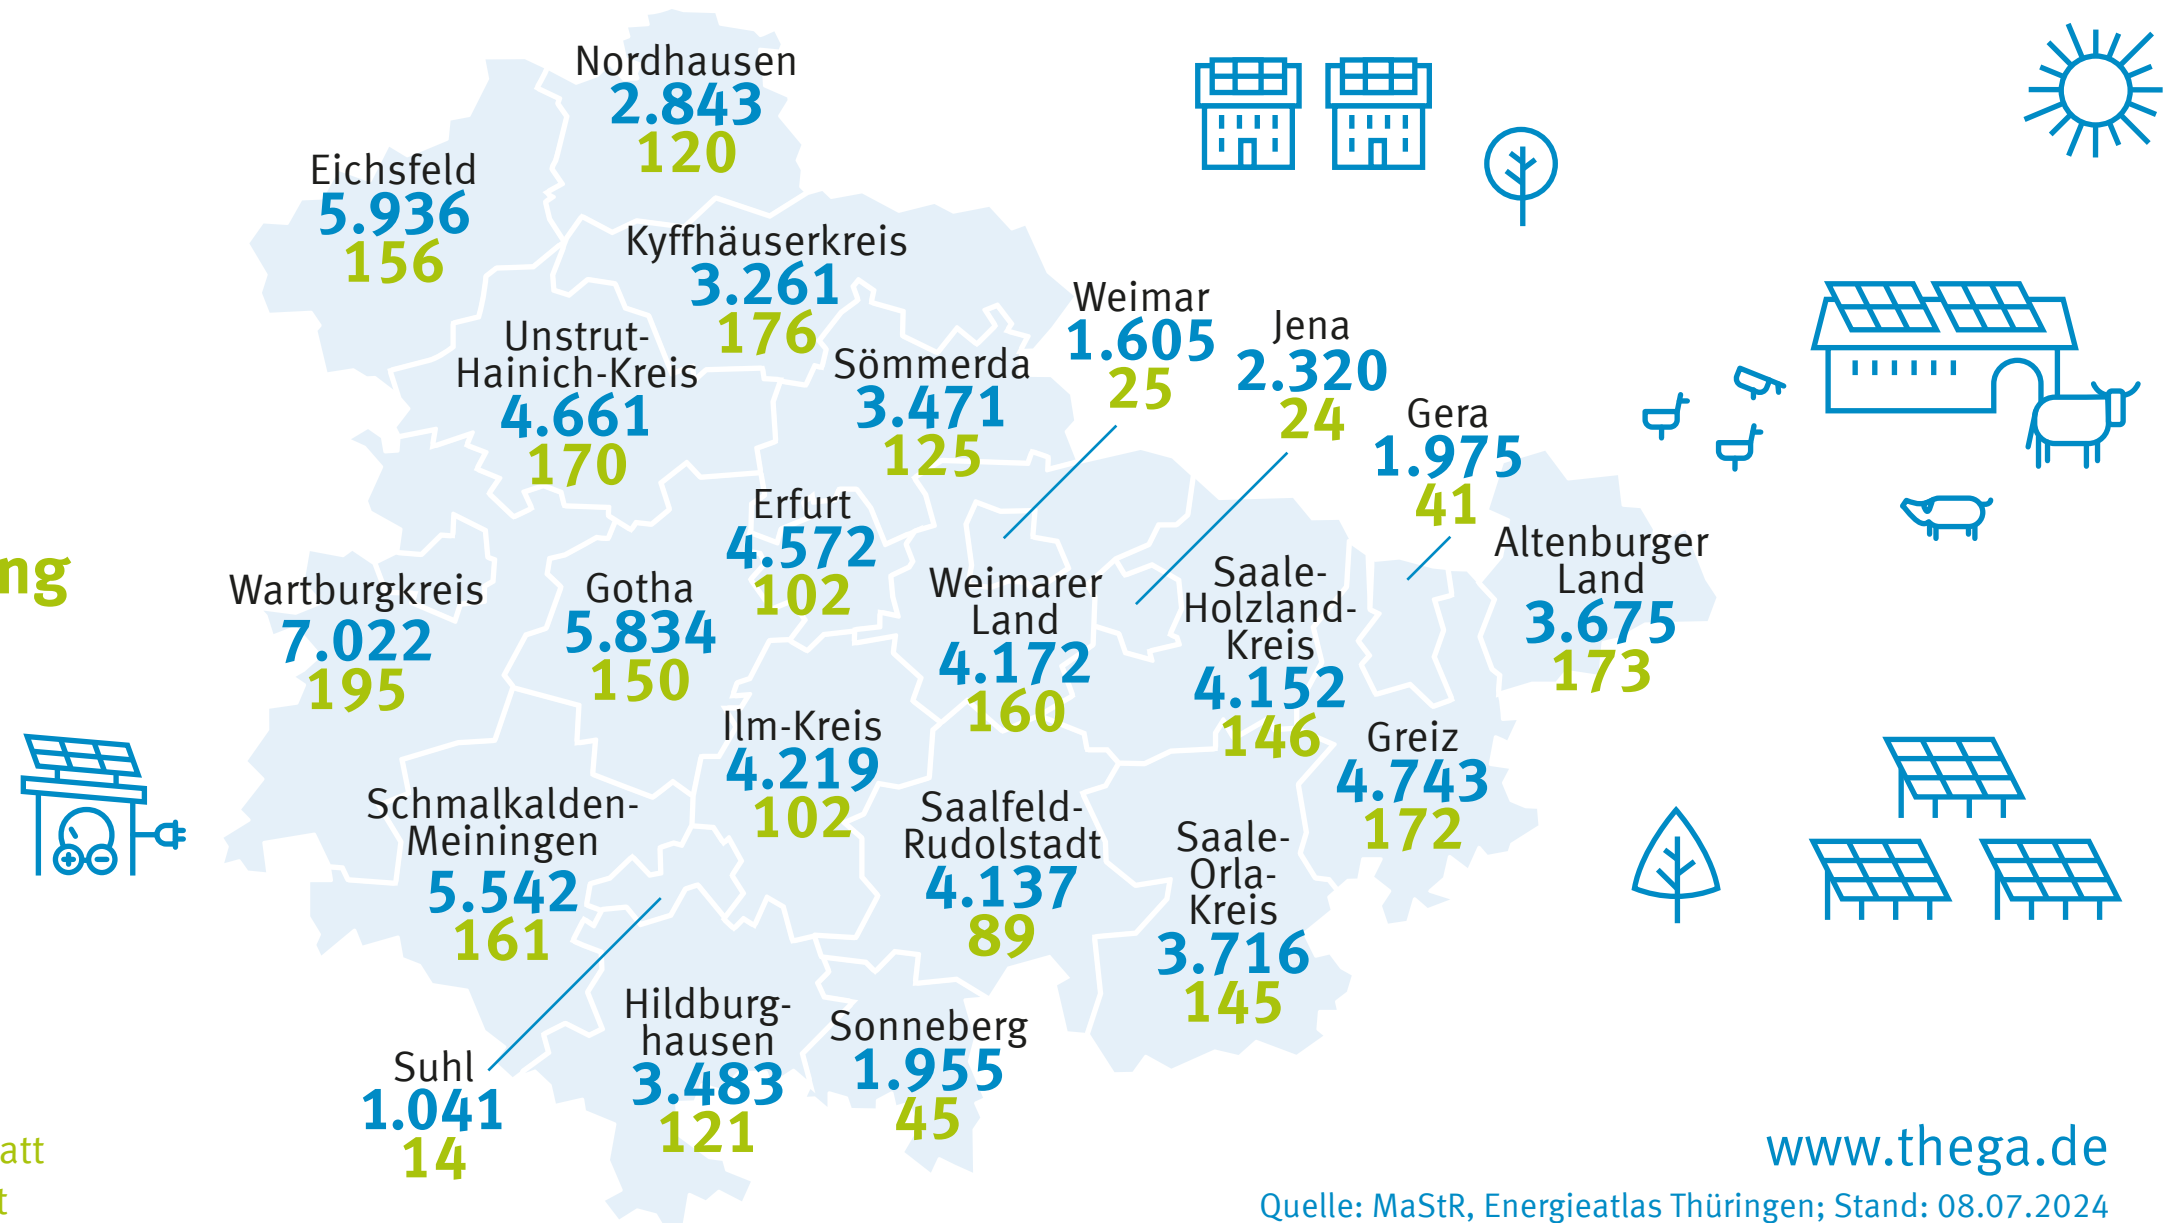 Nordhausen
2.843
120
Eichsfeld
5.936
156
Kyffhäuserkreis
3.261
176
Unstrut-
Hainich-Kreis
4.661
170
Sömmerda
3.471
125
Weimar
1.605
25
Jena
2.320
24
Gera
1.975
41
Altenburger
Land
3.675
173
Erfurt
4.572
102
ng
Wartburgkreis
7.022
195
Gotha
5.834
150
Weimarer
Land
4.172
160
Saale-
Holzland-
Kreis
4.152
146
Ilm-Kreis
4.219
102
Greiz
4.743
172
Schmalkalden-
Meiningen
5.542
161
Saalfeld-
Rudolstadt
4.137
89
Saale-
Orla-
Kreis
3.716
145
Hildburg-
hausen
3.483
121
Sonneberg
1.955
45
Suhl
1.041
14
att
t
www.thega.de
Quelle: MaStR, Energieatlas Thüringen; Stand: 08.07.2024